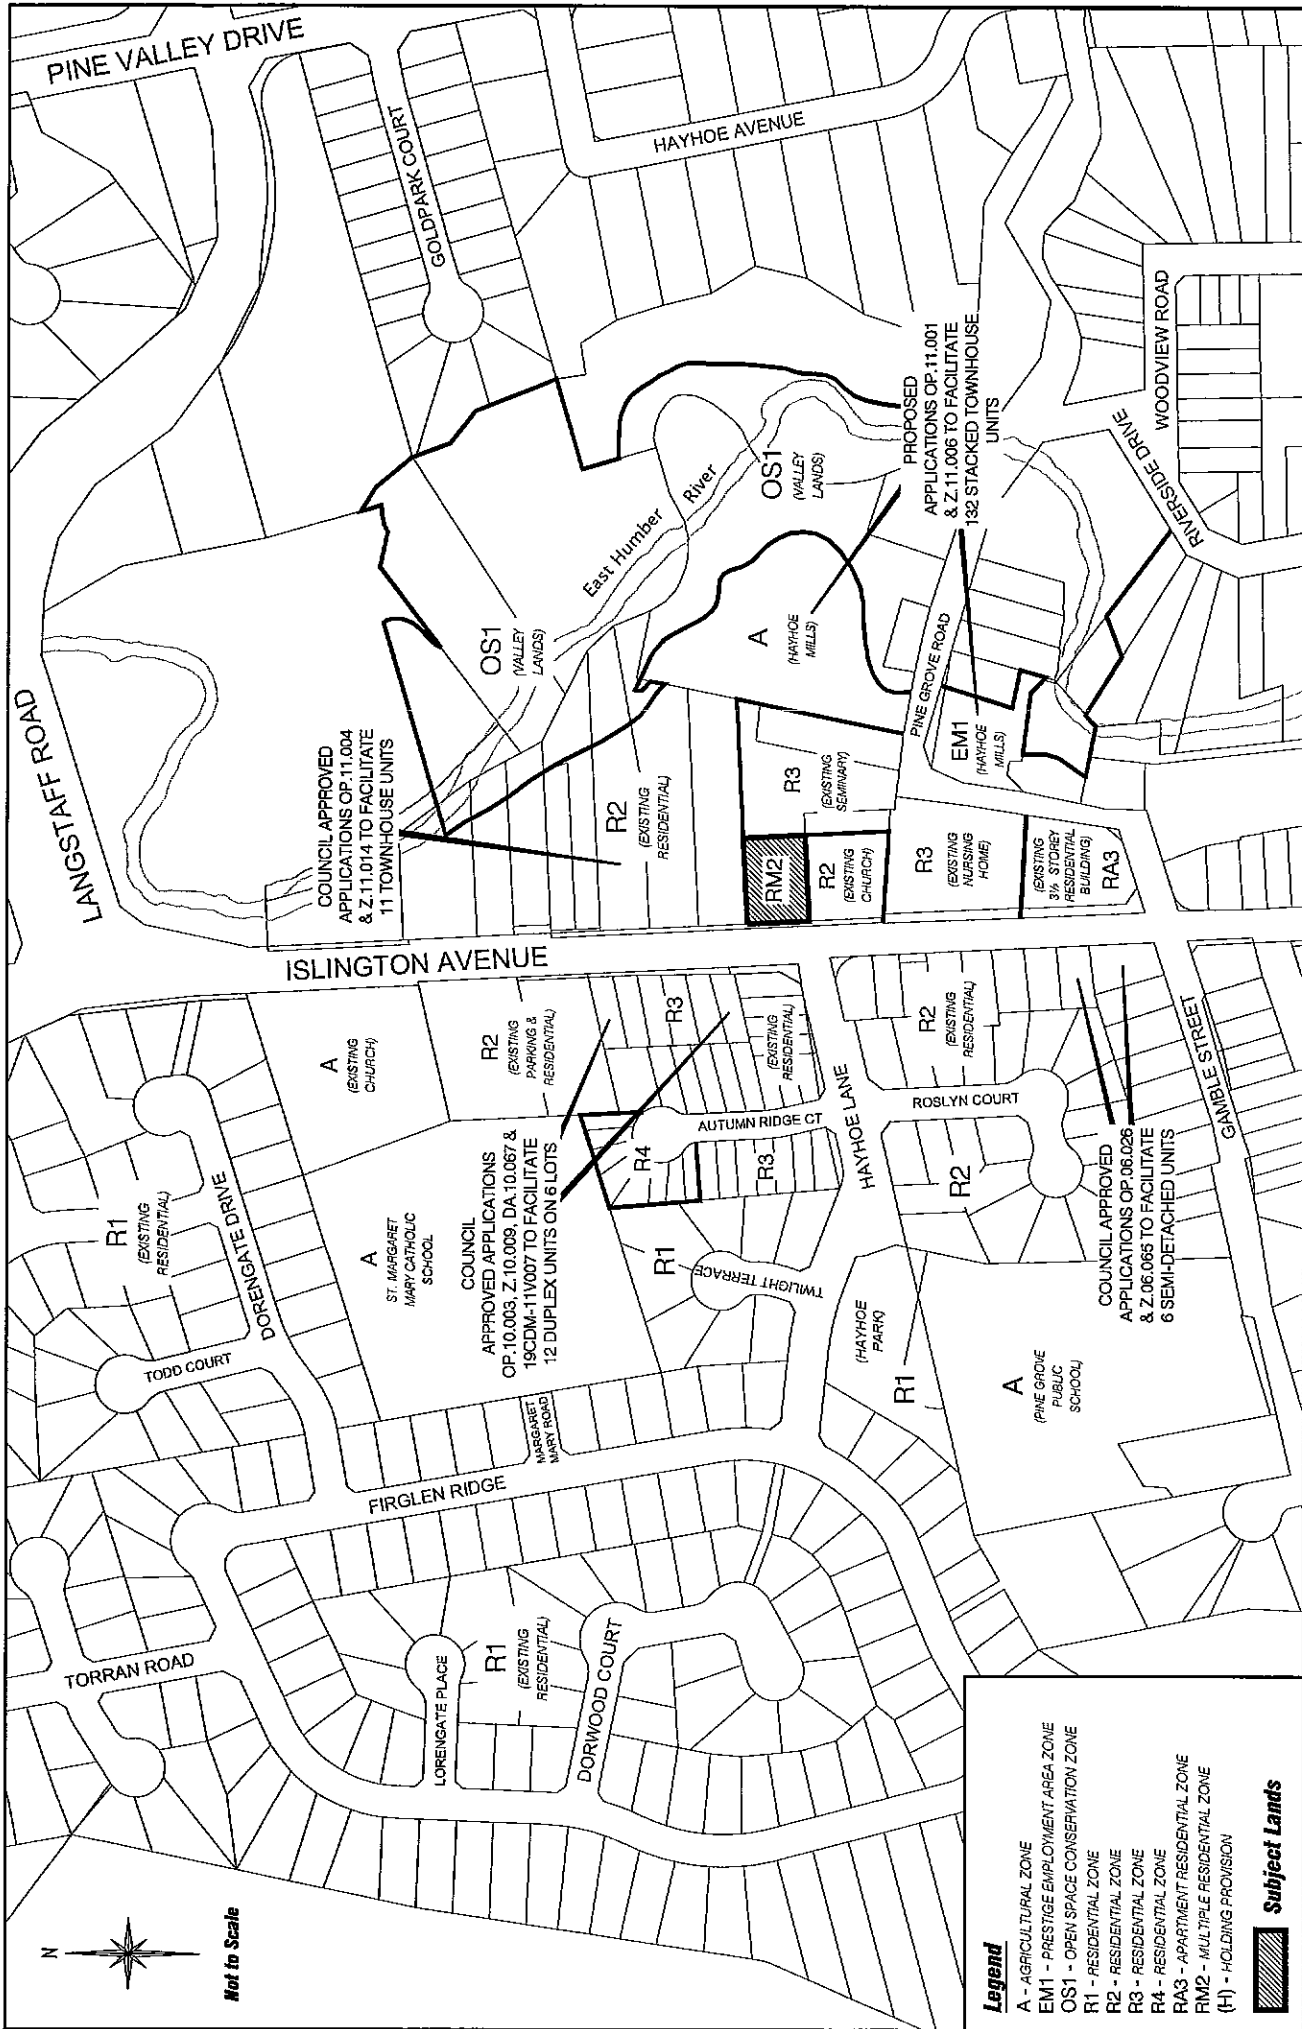 PINE VALLEY DRIVE
LANGSTAFF ROAD
GOLDPARK COURT
HAYHOE AVENUE
WOODVIEW ROAD
RIVERSIDE DRIVE
PINE GROVE ROAD
ISLINGTON AVENUE
East Humber River
OS1
(VALLEY
LANDS)
OS1
(VALLEY
LANDS)
COUNCIL APPROVED
APPLICATIONS OP.11.004
& Z.11.014 TO FACILITATE
11 TOWNHOUSE UNITS
PROPOSED
APPLICATIONS OP.11.001
& Z.11.006 TO FACILITATE
132 STACKED TOWNHOUSE
UNITS
A
(HAYHOE
MILLS)
EM1
(HAYHOE
MILLS)
R2
(EXISTING
RESIDENTIAL)
R3
(EXISTING
SEMINARY)
RM2
R2
(EXISTING
CHURCH)
R3
(EXISTING
NURSING
HOME)
(EXISTING
3½ STOREY
RESIDENTIAL
BUILDING)
RA3
A
(EXISTING
CHURCH)
R2
(EXISTING
PARKING &
RESIDENTIAL)
R3
(EXISTING
RESIDENTIAL)
R2
(EXISTING
RESIDENTIAL)
GAMBLE STREET
HAYHOE LANE
ROSLYN COURT
AUTUMN RIDGE CT
R4
R3
R2
R1
(EXISTING
RESIDENTIAL)
DORENGATE DRIVE
TODD COURT
A
ST. MARGARET
MARY CATHOLIC
SCHOOL
COUNCIL
APPROVED APPLICATIONS
OP.10.003, Z.10.009, DA.10.067 &
19CDM-11V007 TO FACILITATE
12 DUPLEX UNITS ON 6 LOTS
COUNCIL APPROVED
APPLICATIONS OP.06.026
& Z.06.065 TO FACILITATE
6 SEMI-DETACHED UNITS
R1
TWILIGHT TERRACE
(HAYHOE
PARK)
R1
A
(PINE GROVE
PUBLIC
SCHOOL)
MARGARET
MARY ROAD
FIRGLEN RIDGE
TORRAN ROAD
LORENGATE PLACE
R1
(EXISTING
RESIDENTIAL)
DORWOOD COURT
N
Not to Scale
Legend
A - AGRICULTURAL ZONE
EM1 - PRESTIGE EMPLOYMENT AREA ZONE
OS1 - OPEN SPACE CONSERVATION ZONE
R1 - RESIDENTIAL ZONE
R2 - RESIDENTIAL ZONE
R3 - RESIDENTIAL ZONE
R4 - RESIDENTIAL ZONE
RA3 - APARTMENT RESIDENTIAL ZONE
RM2 - MULTIPLE RESIDENTIAL ZONE
(H) - HOLDING PROVISION
Subject Lands